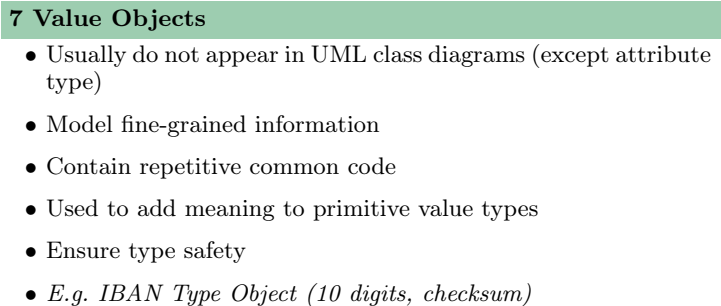 7 Value Objects
• Usually do not appear in UML class diagrams (except attribute
type)
• Model fine-grained information
• Contain repetitive common code
• Used to add meaning to primitive value types
• Ensure type safety
• E.g. IBAN Type Object (10 digits, checksum)